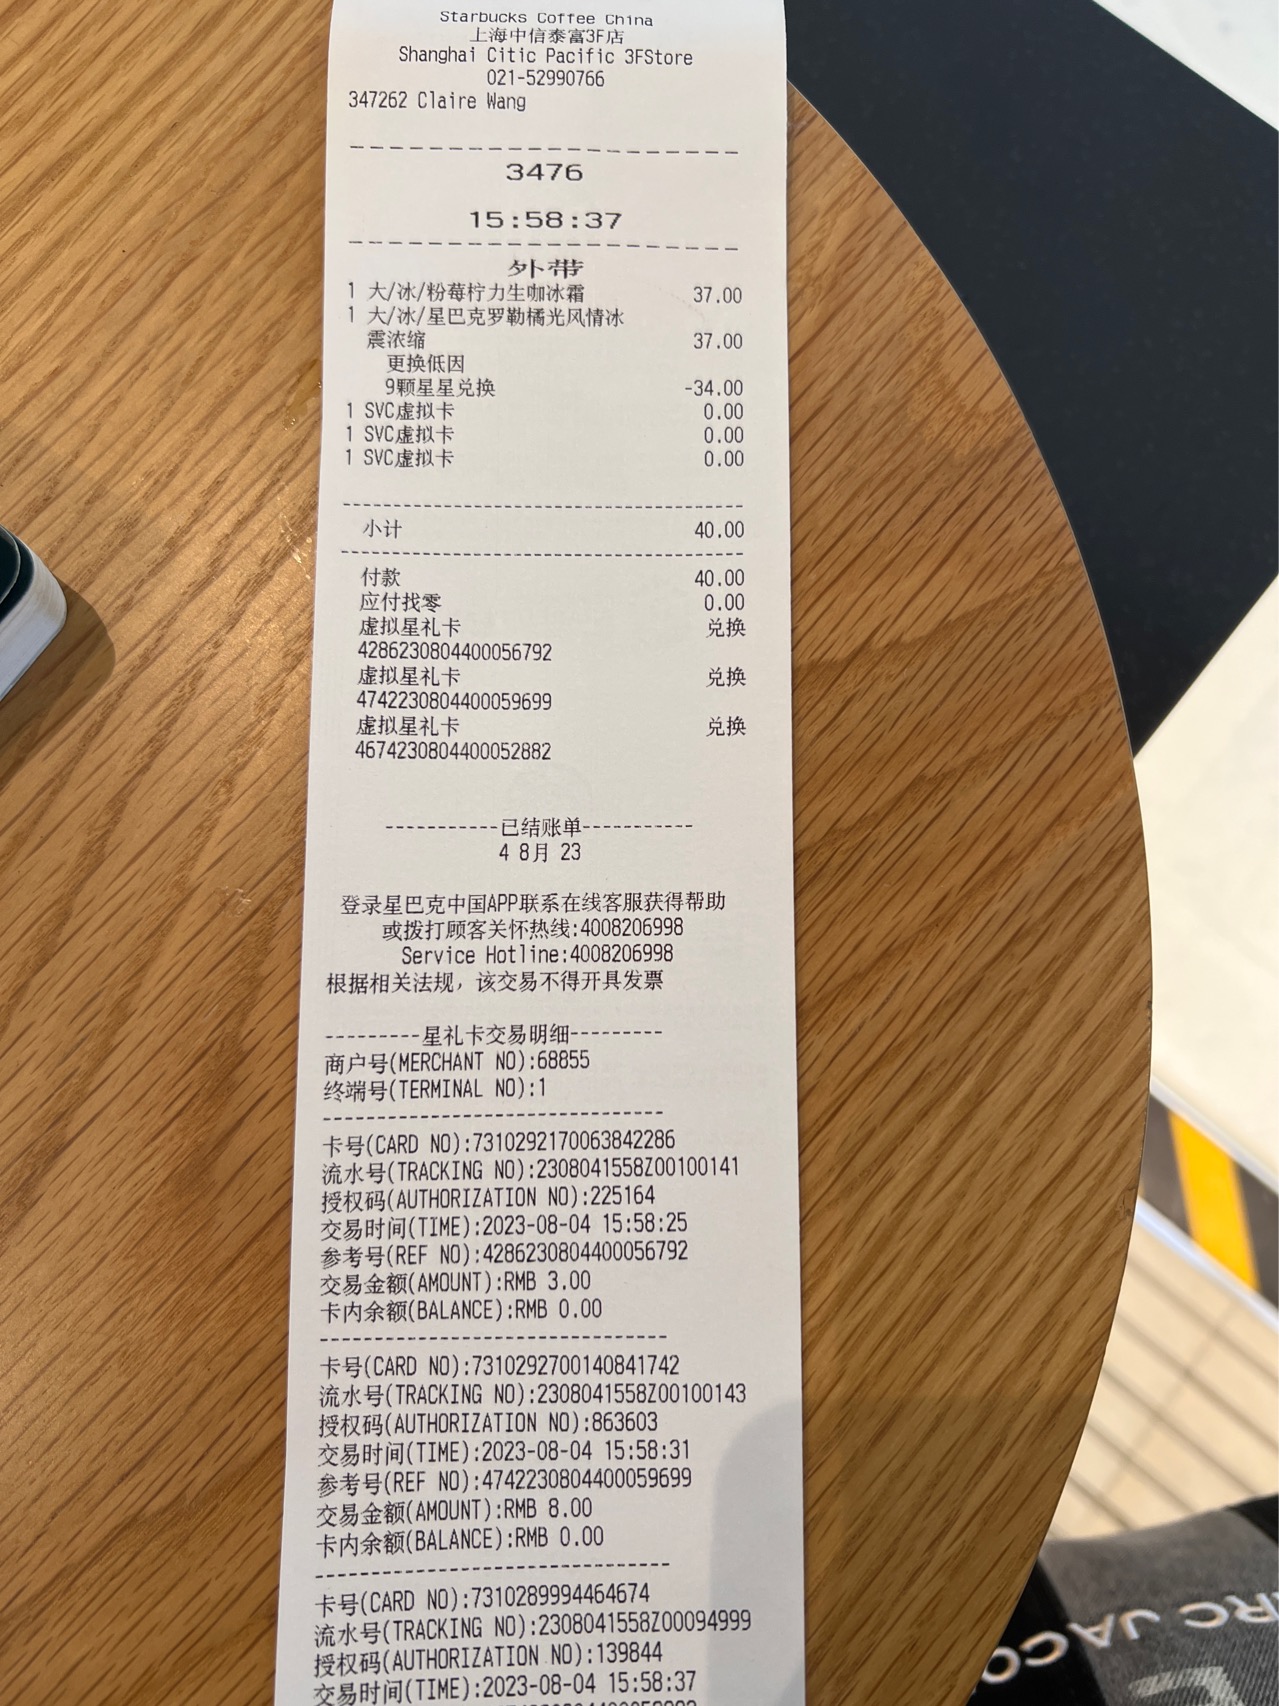 Starbucks Coffee China
上海中信泰富3F店
Shanghai Citic Pacific 3FStore
021-52990766
347262 Claire Wang
3476
15:58:37
外带
1 大/冰/粉莓柠力生咖冰霜 37.00
1 大/冰/星巴克罗勒橘光风情冰
震浓缩 37.00
更换低因
9颗星星兑换 -34.00
1 SVC虚拟卡 0.00
1 SVC虚拟卡 0.00
1 SVC虚拟卡 0.00
小计 40.00
付款 40.00
应付找零 0.00
虚拟星礼卡 兑换
4286230804400056792
虚拟星礼卡 兑换
4742230804400059699
虚拟星礼卡 兑换
4674230804400052882
-----------已结账单-----------
4 8月 23
登录星巴克中国APP联系在线客服获得帮助
或拨打顾客关怀热线:4008206998
Service Hotline:4008206998
根据相关法规，该交易不得开具发票
---------星礼卡交易明细---------
商户号(MERCHANT NO):68855
终端号(TERMINAL NO):1
卡号(CARD NO):7310292170063842286
流水号(TRACKING NO):2308041558Z00100141
授权码(AUTHORIZATION NO):225164
交易时间(TIME):2023-08-04 15:58:25
参考号(REF NO):4286230804400056792
交易金额(AMOUNT):RMB 3.00
卡内余额(BALANCE):RMB 0.00
卡号(CARD NO):7310292700140841742
流水号(TRACKING NO):2308041558Z00100143
授权码(AUTHORIZATION NO):863603
交易时间(TIME):2023-08-04 15:58:31
参考号(REF NO):4742230804400059699
交易金额(AMOUNT):RMB 8.00
卡内余额(BALANCE):RMB 0.00
卡号(CARD NO):7310289994464674
流水号(TRACKING NO):2308041558Z00094999
授权码(AUTHORIZATION NO):139844
交易时间(TIME):2023-08-04 15:58:37
RC JACO